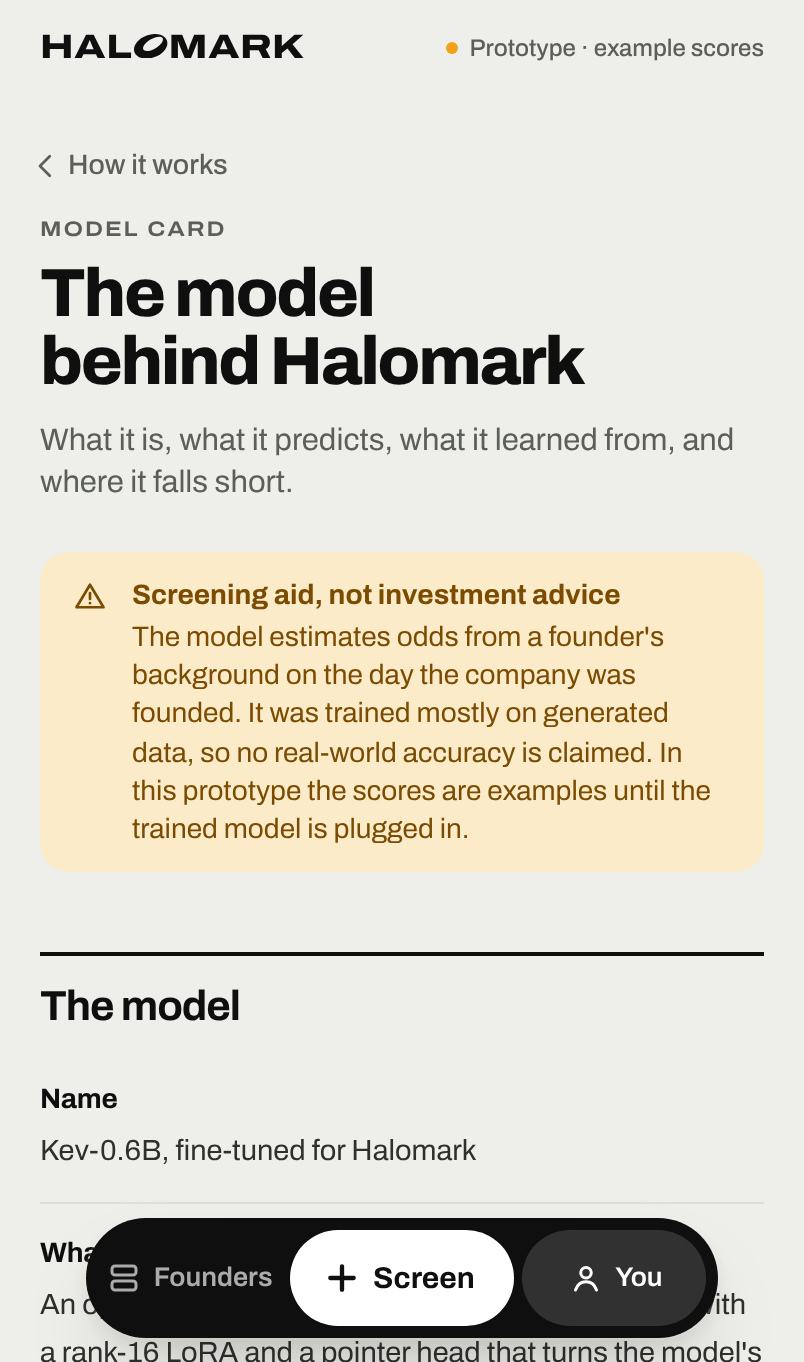 HALOMARK
Prototype · example scores
How it works
MODEL CARD
The model
behind Halomark
What it is, what it predicts, what it learned from, and
where it falls short.
Screening aid, not investment advice
The model estimates odds from a founder's
background on the day the company was
founded. It was trained mostly on generated
data, so no real-world accuracy is claimed. In
this prototype the scores are examples until the
trained model is plugged in.
The model
Name
Kev-0.6B, fine-tuned for Halomark
Founders
Screen
You
An
a rank-16 LoRA and a pointer head that turns the model's